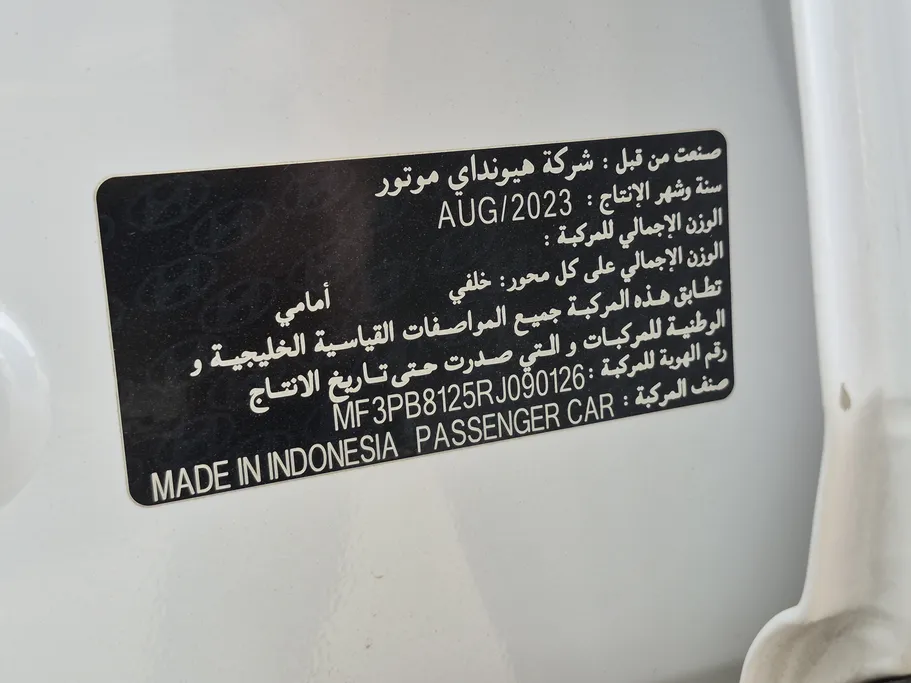 صنعت من قبل : شركة هيونداي موتور
سنة وشهر الإنتاج : AUG/2023
الوزن الإجمالي للمركبة :
الوزن الإجمالي على كل محور: خلفي أمامي
تطابق هذه المركبة جميع المواصفات القياسية الخليجية و
الوطنية للمركبات و التي صدرت حتى تاريخ الانتاج
رقم الهوية للمركبة : MF3PB8125RJ090126
صنف المركبة : PASSENGER CAR MADE IN INDONESIA